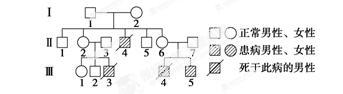 Ⅰ
1 2
Ⅱ
1 2 3 4 5 6 7
Ⅲ
1 2 3 4 5
正常男性、女性
患病男性、女性
死于此病的男性